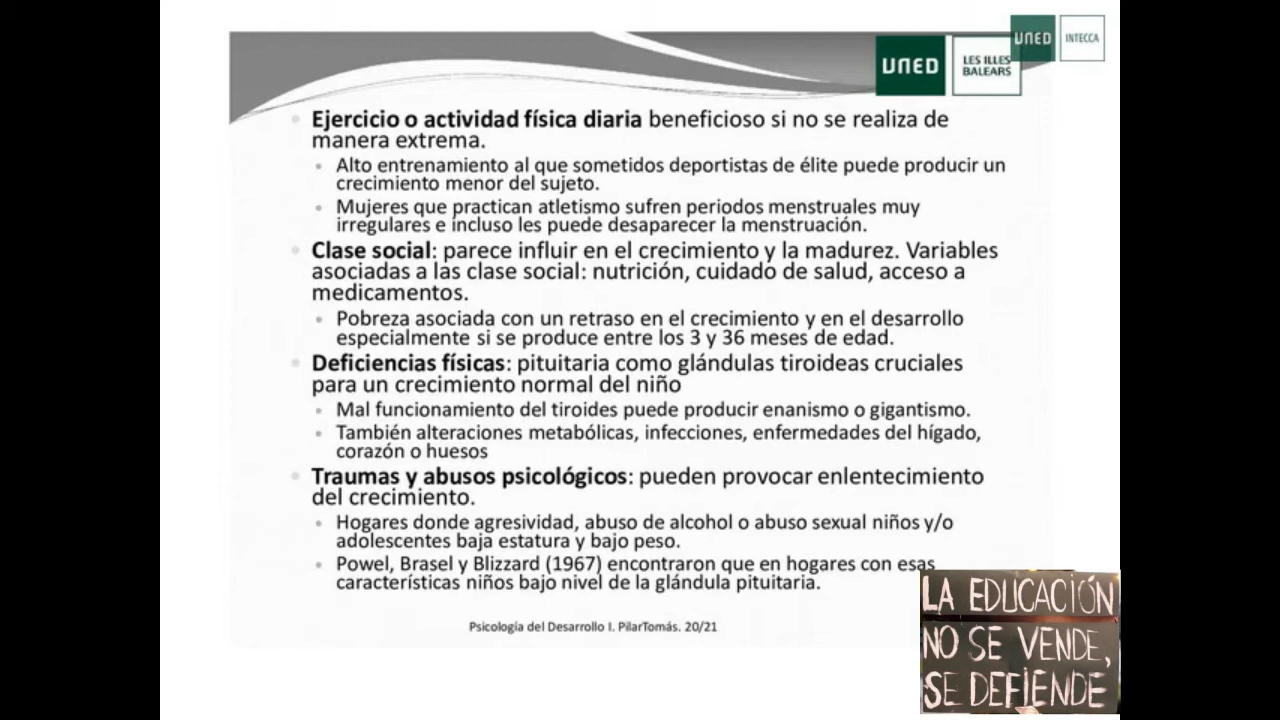 UNED
INTECCA
UNED
LES ILLES
BALEARS
Ejercicio o actividad física diaria beneficioso si no se realiza de
manera extrema.
Alto entrenamiento al que sometidos deportistas de élite puede producir un
crecimiento menor del sujeto.
Mujeres que practican atletismo sufren periodos menstruales muy
irregulares e incluso les puede desaparecer la menstruación.
Clase social: parece influir en el crecimiento y la madurez. Variables
asociadas a las clase social: nutrición, cuidado de salud, acceso a
medicamentos.
Pobreza asociada con un retraso en el crecimiento y en el desarrollo
especialmente si se produce entre los 3 y 36 meses de edad.
Deficiencias físicas: pituitaria como glándulas tiroideas cruciales
para un crecimiento normal del niño
Mal funcionamiento del tiroides puede producir enanismo o gigantismo.
También alteraciones metabólicas, infecciones, enfermedades del hígado,
corazón o huesos
Traumas y abusos psicológicos: pueden provocar enlentecimiento
del crecimiento.
Hogares donde agresividad, abuso de alcohol o abuso sexual niños y/o
adolescentes baja estatura y bajo peso.
Powel, Brasel y Blizzard (1967) encontraron que en hogares con esas
características niños bajo nivel de la glándula pituitaria.
Psicología del Desarrollo I. PilarTomás. 20/21
LA EDUCACIÓN
NO SE VENDE,
SE DEFIENDE